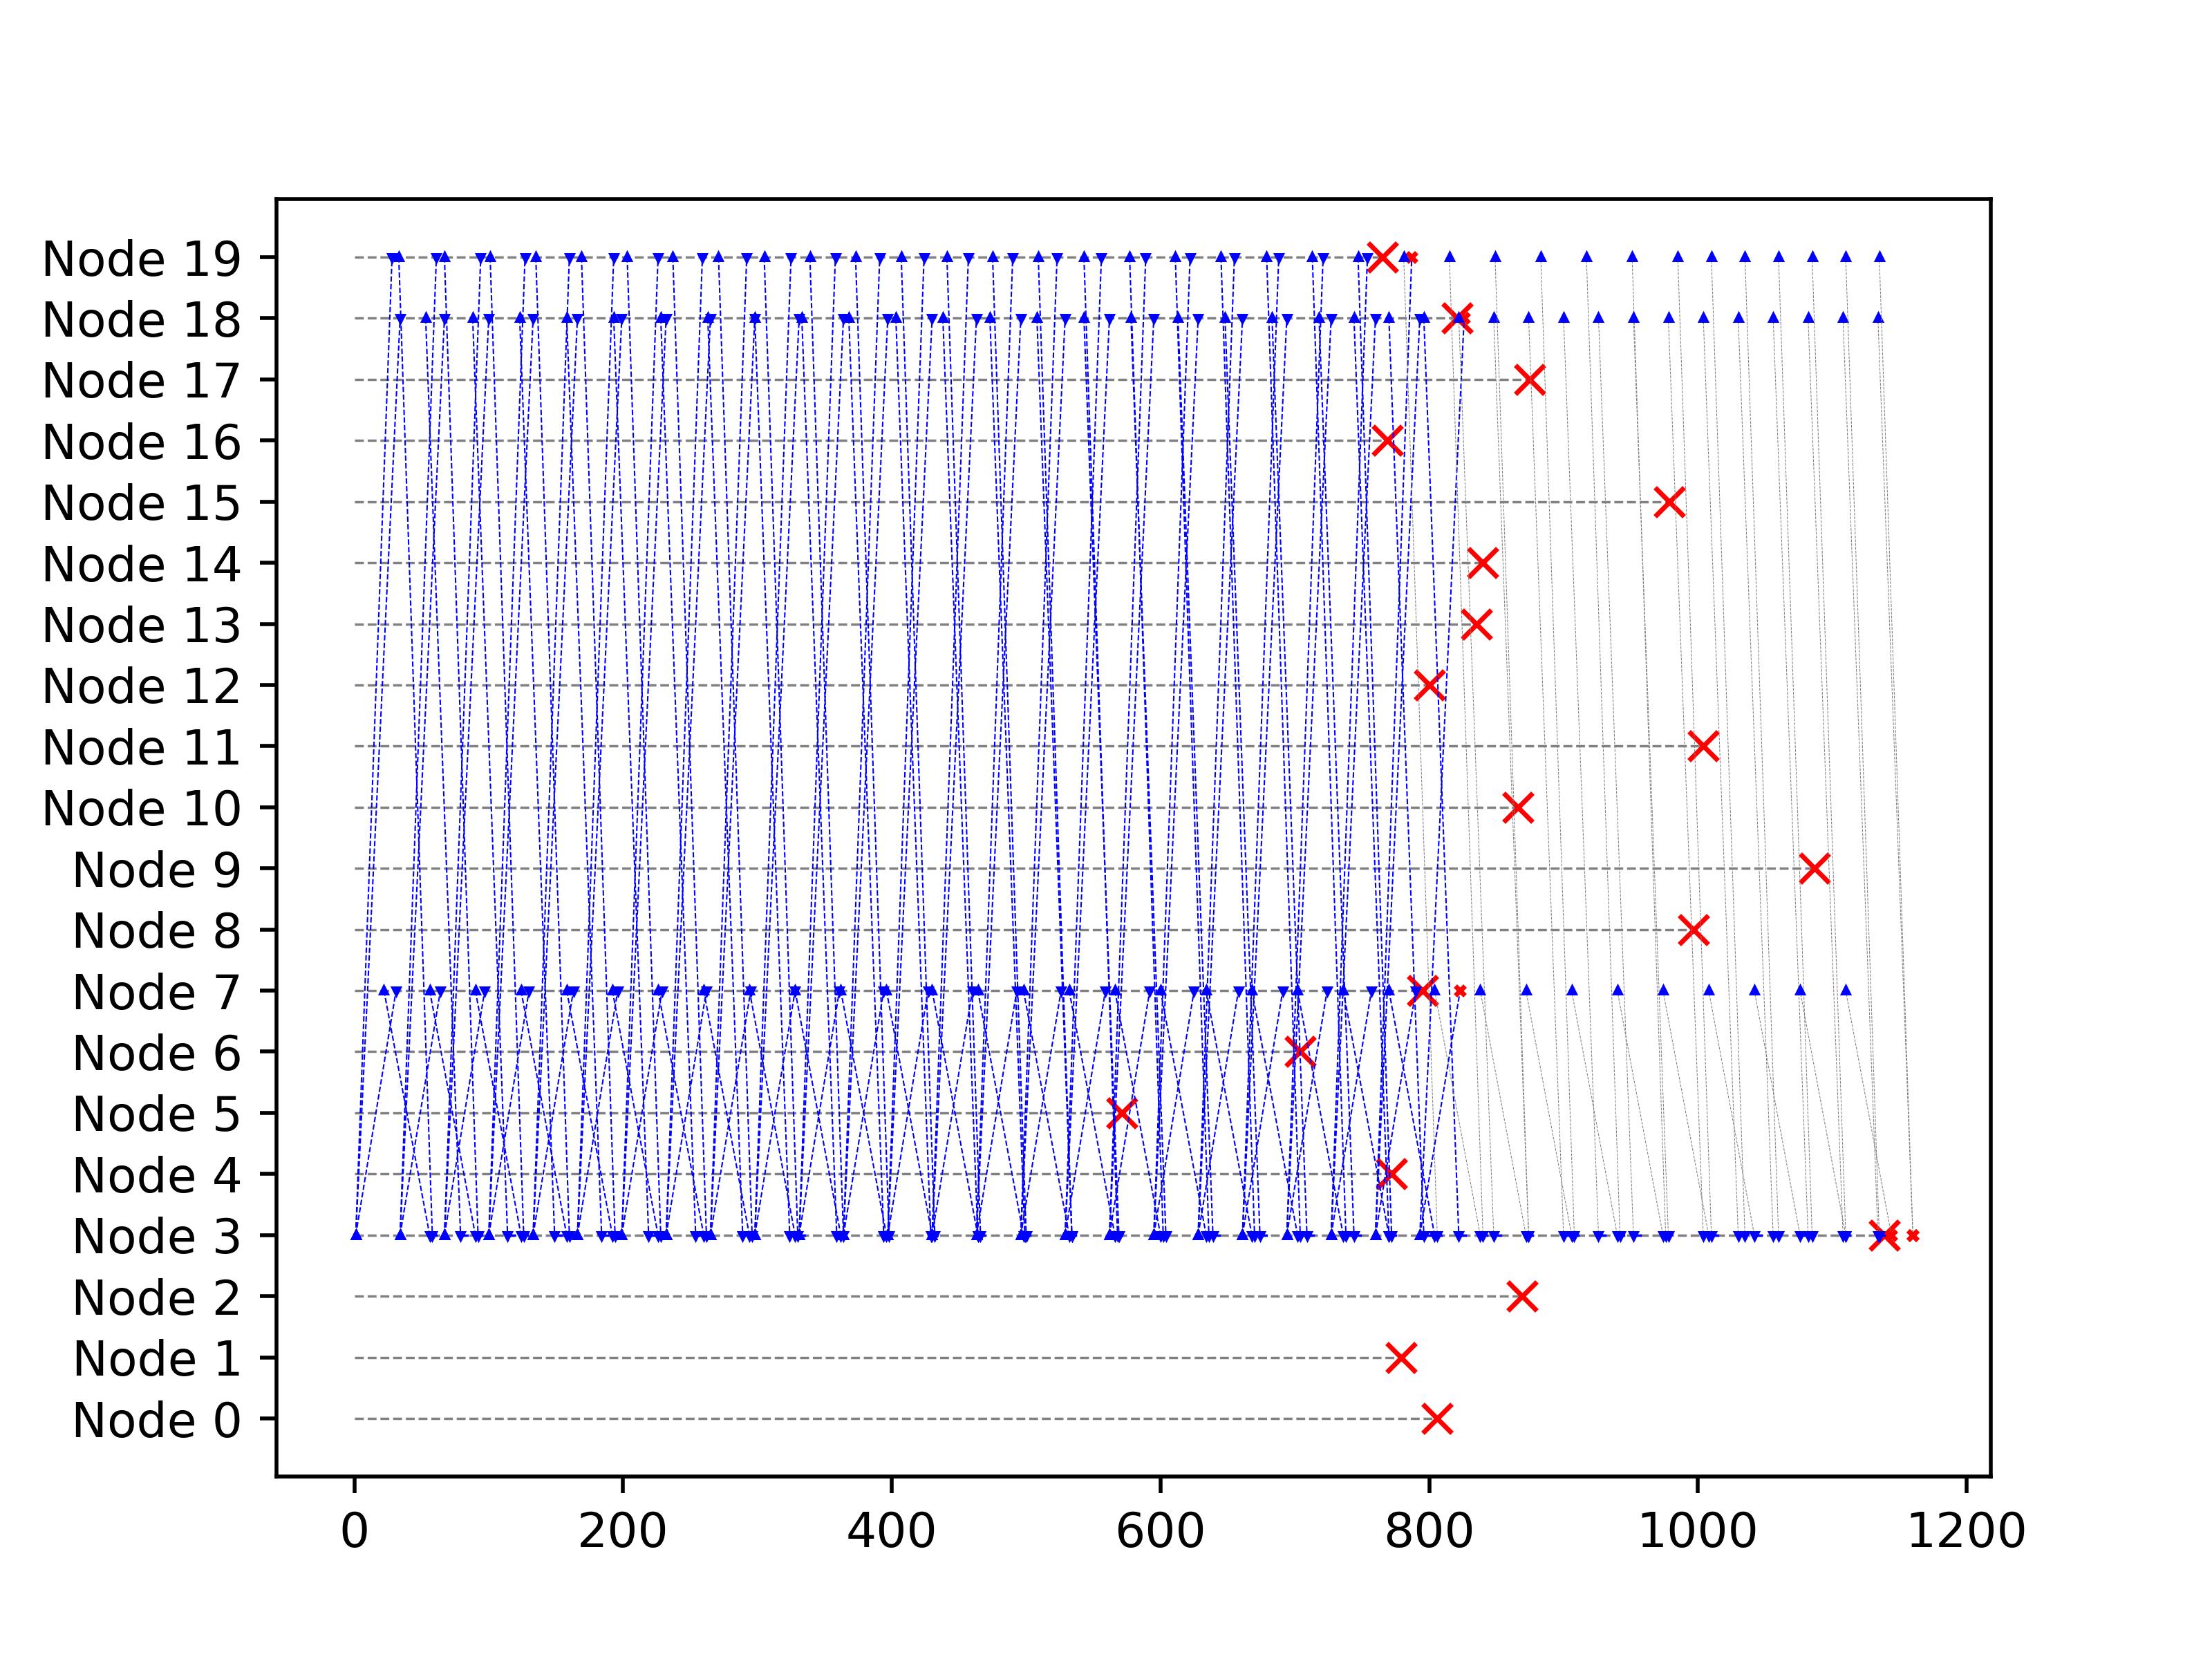 Node 19
Node 18
Node 17
Node 16
Node 15
Node 14
Node 13
Node 12
Node 11
Node 10
Node 9
Node 8
Node 7
Node 6
Node 5
Node 4
Node 3
Node 2
Node 1
Node 0
0 200 400 600 800 1000 1200